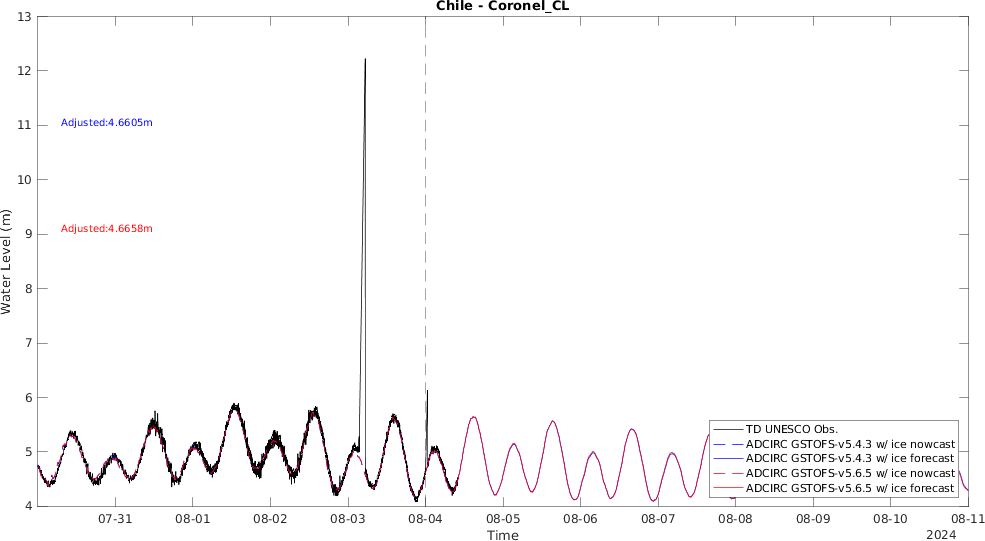 Chile - Coronel_CL
13
12
11
10
9
8
7
6
5
4
Water Level (m)
Adjusted:4.6605m
Adjusted:4.6658m
TD UNESCO Obs.
ADCIRC GSTOFS-v5.4.3 w/ ice nowcast
ADCIRC GSTOFS-v5.4.3 w/ ice forecast
ADCIRC GSTOFS-v5.6.5 w/ ice nowcast
ADCIRC GSTOFS-v5.6.5 w/ ice forecast
07-31 08-01 08-02 08-03 08-04 08-05 08-06 08-07 08-08 08-09 08-10 08-11
Time
2024